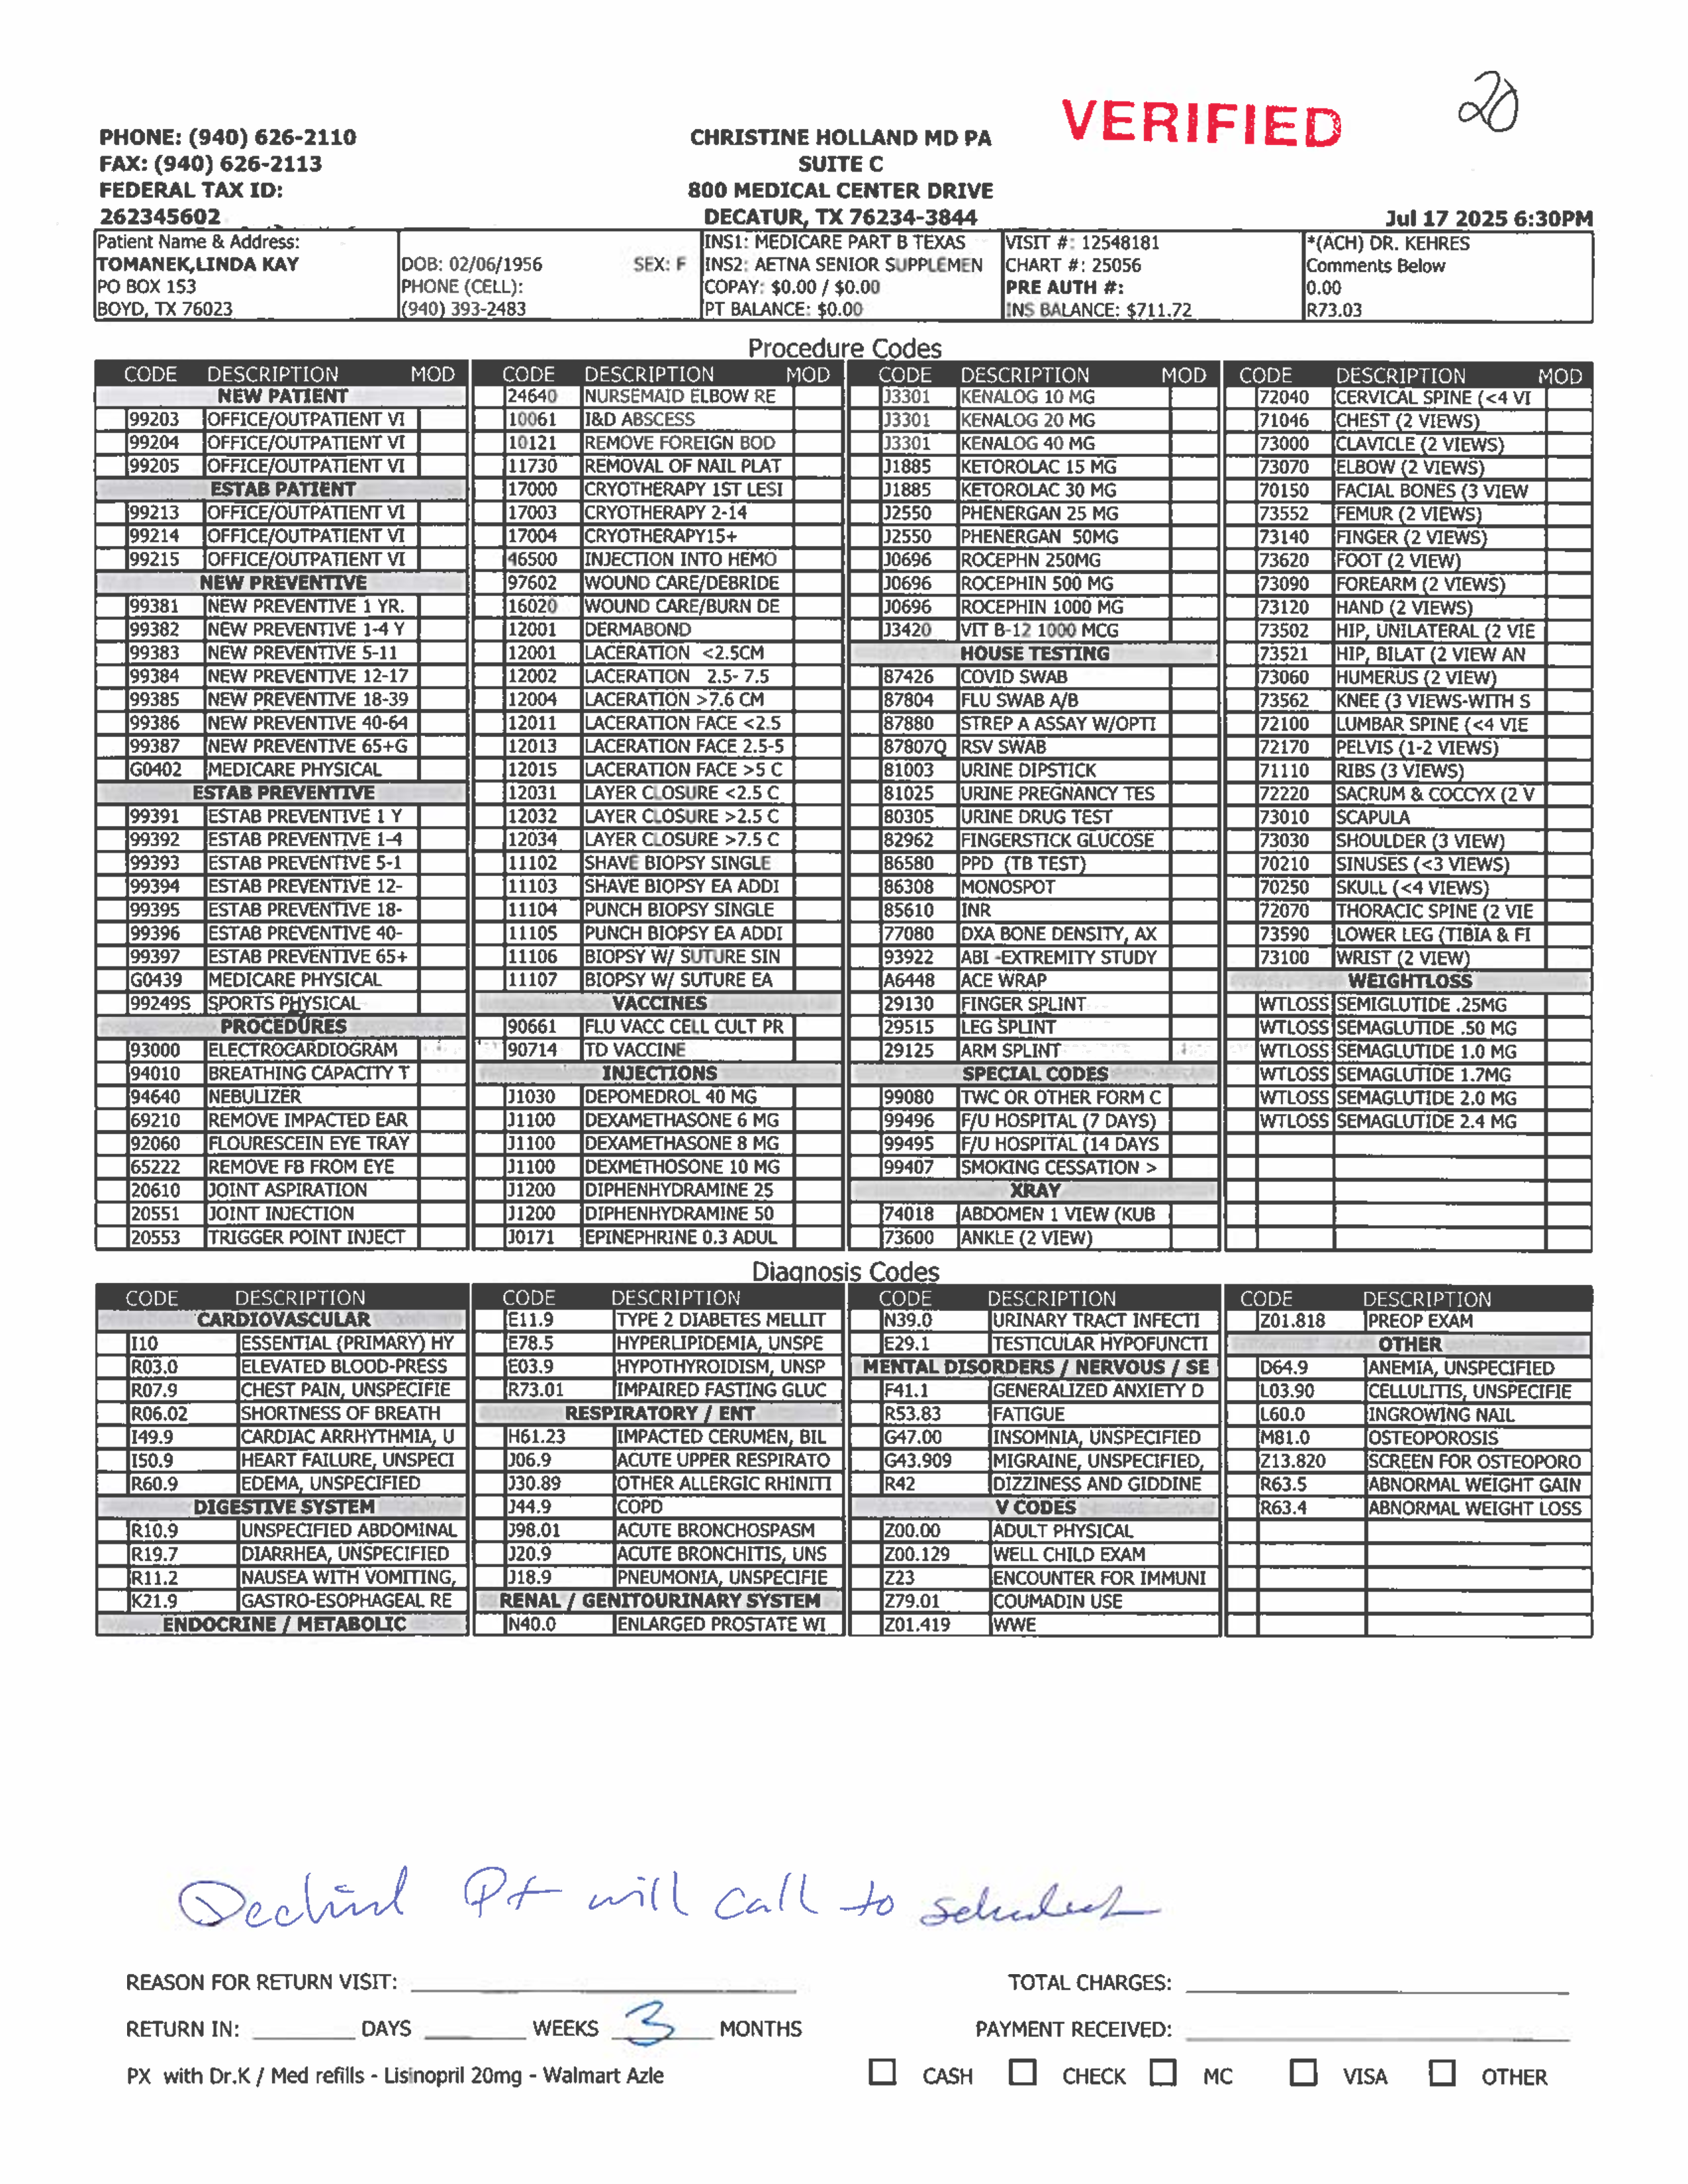 VERIFIED
20
PHONE: (940) 626-2110
FAX: (940) 626-2113
FEDERAL TAX ID:
262345602
CHRISTINE HOLLAND MD PA
SUITE C
800 MEDICAL CENTER DRIVE
DECATUR, TX 76234-3844
Jul 17 2025 6:30PM
Patient Name & Address:
TOMANEK,LINDA KAY
PO BOX 153
BOYD, TX 76023
DOB: 02/06/1956 SEX: F
PHONE (CELL):
(940) 393-2483
INS1: MEDICARE PART B TEXAS
INS2: AETNA SENIOR SUPPLEMEN
COPAY: $0.00 / $0.00
PT BALANCE: $0.00
VISIT #: 12548181
CHART #: 25056
PRE AUTH #:
INS BALANCE: $711.72
*(ACH) DR. KEHRES
Comments Below
0.00
R73.03
Procedure Codes
CODE DESCRIPTION MOD
NEW PATIENT
99203 OFFICE/OUTPATIENT VI
99204 OFFICE/OUTPATIENT VI
99205 OFFICE/OUTPATIENT VI
ESTAB PATIENT
99213 OFFICE/OUTPATIENT VI
99214 OFFICE/OUTPATIENT VI
99215 OFFICE/OUTPATIENT VI
NEW PREVENTIVE
99381 NEW PREVENTIVE 1 YR.
99382 NEW PREVENTIVE 1-4 Y
99383 NEW PREVENTIVE 5-11
99384 NEW PREVENTIVE 12-17
99385 NEW PREVENTIVE 18-39
99386 NEW PREVENTIVE 40-64
99387 NEW PREVENTIVE 65+G
G0402 MEDICARE PHYSICAL
ESTAB PREVENTIVE
99391 ESTAB PREVENTIVE 1 Y
99392 ESTAB PREVENTIVE 1-4
99393 ESTAB PREVENTIVE 5-1
99394 ESTAB PREVENTIVE 12-
99395 ESTAB PREVENTIVE 18-
99396 ESTAB PREVENTIVE 40-
99397 ESTAB PREVENTIVE 65+
G0439 MEDICARE PHYSICAL
99249S SPORTS PHYSICAL
PROCEDURES
93000 ELECTROCARDIOGRAM
94010 BREATHING CAPACITY T
94640 NEBULIZER
69210 REMOVE IMPACTED EAR
92060 FLOURESCEIN EYE TRAY
65222 REMOVE FB FROM EYE
20610 JOINT ASPIRATION
20551 JOINT INJECTION
20553 TRIGGER POINT INJECT
CODE DESCRIPTION MOD
24640 NURSEMAID ELBOW RE
10061 I&D ABSCESS
10121 REMOVE FOREIGN BOD
11730 REMOVAL OF NAIL PLAT
17000 CRYOTHERAPY 1ST LESI
17003 CRYOTHERAPY 2-14
17004 CRYOTHERAPY15+
46500 INJECTION INTO HEMO
97602 WOUND CARE/DEBRIDE
16020 WOUND CARE/BURN DE
12001 DERMABOND
12001 LACERATION <2.5CM
12002 LACERATION 2.5- 7.5
12004 LACERATION >7.6 CM
12011 LACERATION FACE <2.5
12013 LACERATION FACE 2.5-5
12015 LACERATION FACE >5 C
12031 LAYER CLOSURE <2.5 C
12032 LAYER CLOSURE >2.5 C
12034 LAYER CLOSURE >7.5 C
11102 SHAVE BIOPSY SINGLE
11103 SHAVE BIOPSY EA ADDI
11104 PUNCH BIOPSY SINGLE
11105 PUNCH BIOPSY EA ADDI
11106 BIOPSY W/ SUTURE SIN
11107 BIOPSY W/ SUTURE EA
VACCINES
90661 FLU VACC CELL CULT PR
90714 TD VACCINE
INJECTIONS
J1030 DEPOMEDROL 40 MG
J1100 DEXAMETHASONE 6 MG
J1100 DEXAMETHASONE 8 MG
J1100 DEXMETHOSONE 10 MG
J1200 DIPHENHYDRAMINE 25
J1200 DIPHENHYDRAMINE 50
J0171 EPINEPHRINE 0.3 ADUL
CODE DESCRIPTION MOD
J3301 KENALOG 10 MG
J3301 KENALOG 20 MG
J3301 KENALOG 40 MG
J1885 KETOROLAC 15 MG
J1885 KETOROLAC 30 MG
J2550 PHENERGAN 25 MG
J2550 PHENERGAN 50MG
J0696 ROCEPHN 250MG
J0696 ROCEPHIN 500 MG
J0696 ROCEPHIN 1000 MG
J3420 VIT B-12 1000 MCG
HOUSE TESTING
87426 COVID SWAB
87804 FLU SWAB A/B
87880 STREP A ASSAY W/OPTI
87807Q RSV SWAB
81003 URINE DIPSTICK
81025 URINE PREGNANCY TES
80305 URINE DRUG TEST
82962 FINGERSTICK GLUCOSE
86580 PPD (TB TEST)
86308 MONOSPOT
85610 INR
77080 DXA BONE DENSITY, AX
93922 ABI -EXTREMITY STUDY
A6448 ACE WRAP
29130 FINGER SPLINT
29515 LEG SPLINT
29125 ARM SPLINT
SPECIAL CODES
99080 TWC OR OTHER FORM C
99496 F/U HOSPITAL (7 DAYS)
99495 F/U HOSPITAL (14 DAYS
99407 SMOKING CESSATION >
XRAY
74018 ABDOMEN 1 VIEW (KUB
73600 ANKLE (2 VIEW)
CODE DESCRIPTION MOD
72040 CERVICAL SPINE (<4 VI
71046 CHEST (2 VIEWS)
73000 CLAVICLE (2 VIEWS)
73070 ELBOW (2 VIEWS)
70150 FACIAL BONES (3 VIEW
73552 FEMUR (2 VIEWS)
73140 FINGER (2 VIEWS)
73620 FOOT (2 VIEW)
73090 FOREARM (2 VIEWS)
73120 HAND (2 VIEWS)
73502 HIP, UNILATERAL (2 VIE
73521 HIP, BILAT (2 VIEW AN
73060 HUMERUS (2 VIEW)
73562 KNEE (3 VIEWS-WITH S
72100 LUMBAR SPINE (<4 VIE
72170 PELVIS (1-2 VIEWS)
71110 RIBS (3 VIEWS)
72220 SACRUM & COCCYX (2 V
73010 SCAPULA
73030 SHOULDER (3 VIEW)
70210 SINUSES (<3 VIEWS)
70250 SKULL (<4 VIEWS)
72070 THORACIC SPINE (2 VIE
73590 LOWER LEG (TIBIA & FI
73100 WRIST (2 VIEW)
WEIGHTLOSS
WTLOSS SEMIGLUTIDE .25MG
WTLOSS SEMAGLUTIDE .50 MG
WTLOSS SEMAGLUTIDE 1.0 MG
WTLOSS SEMAGLUTIDE 1.7MG
WTLOSS SEMAGLUTIDE 2.0 MG
WTLOSS SEMAGLUTIDE 2.4 MG
Diagnosis Codes
CODE DESCRIPTION
CARDIOVASCULAR
I10 ESSENTIAL (PRIMARY) HY
R03.0 ELEVATED BLOOD-PRESS
R07.9 CHEST PAIN, UNSPECIFIE
R06.02 SHORTNESS OF BREATH
I49.9 CARDIAC ARRHYTHMIA, U
I50.9 HEART FAILURE, UNSPECI
R60.9 EDEMA, UNSPECIFIED
DIGESTIVE SYSTEM
R10.9 UNSPECIFIED ABDOMINAL
R19.7 DIARRHEA, UNSPECIFIED
R11.2 NAUSEA WITH VOMITING,
K21.9 GASTRO-ESOPHAGEAL RE
ENDOCRINE / METABOLIC
CODE DESCRIPTION
E11.9 TYPE 2 DIABETES MELLIT
E78.5 HYPERLIPIDEMIA, UNSPE
E03.9 HYPOTHYROIDISM, UNSP
R73.01 IMPAIRED FASTING GLUC
RESPIRATORY / ENT
H61.23 IMPACTED CERUMEN, BIL
J06.9 ACUTE UPPER RESPIRATO
J30.89 OTHER ALLERGIC RHINITI
J44.9 COPD
J98.01 ACUTE BRONCHOSPASM
J20.9 ACUTE BRONCHITIS, UNS
J18.9 PNEUMONIA, UNSPECIFIE
RENAL / GENITOURINARY SYSTEM
N40.0 ENLARGED PROSTATE WI
CODE DESCRIPTION
N39.0 URINARY TRACT INFECTI
E29.1 TESTICULAR HYPOFUNCTI
MENTAL DISORDERS / NERVOUS / SE
F41.1 GENERALIZED ANXIETY D
R53.83 FATIGUE
G47.00 INSOMNIA, UNSPECIFIED
G43.909 MIGRAINE, UNSPECIFIED,
R42 DIZZINESS AND GIDDINE
V CODES
Z00.00 ADULT PHYSICAL
Z00.129 WELL CHILD EXAM
Z23 ENCOUNTER FOR IMMUNI
Z79.01 COUMADIN USE
Z01.419 WWE
CODE DESCRIPTION
Z01.818 PREOP EXAM
OTHER
D64.9 ANEMIA, UNSPECIFIED
L03.90 CELLULITIS, UNSPECIFIE
L60.0 INGROWING NAIL
M81.0 OSTEOPOROSIS
Z13.820 SCREEN FOR OSTEOPORO
R63.5 ABNORMAL WEIGHT GAIN
R63.4 ABNORMAL WEIGHT LOSS
Pt will call to
REASON FOR RETURN VISIT:
TOTAL CHARGES:
RETURN IN: DAYS WEEKS 3 MONTHS
PAYMENT RECEIVED:
PX with Dr.K / Med refills - Lisinopril 20mg - Walmart Azle
CASH CHECK MC VISA OTHER